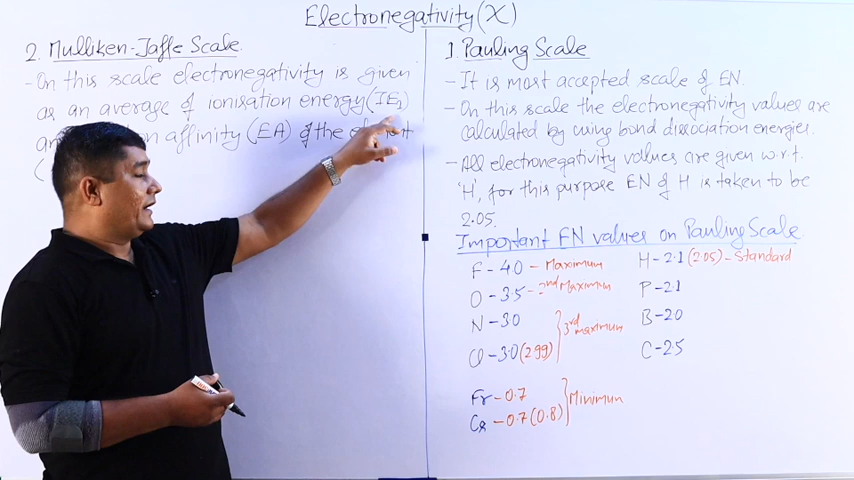 Electronegativity (X)
2. Mulliken-Jaffe Scale.
- On this scale electronegativity is given
as an average of ionisation energy (IE1)
an on affinity (EA) of the
(
1. Pauling Scale
- It is most accepted scale of EN.
- On this scale the electronegativity values are
calculated by using bond dissociation energies.
- All electronegativity values are given w.r.t.
'H', for this purpose EN of H is taken to be
2.05.
Important EN values on Pauling Scale
F - 4.0 - Maximum
O - 3.5 - 2nd Maximum
N - 3.0
Cl - 3.0 (2.99)
3rd maximum
Fr - 0.7
Cs - 0.7 (0.8)
Minimum
H - 2.1 (2.05) - Standard
P - 2.1
B - 2.0
C - 2.5